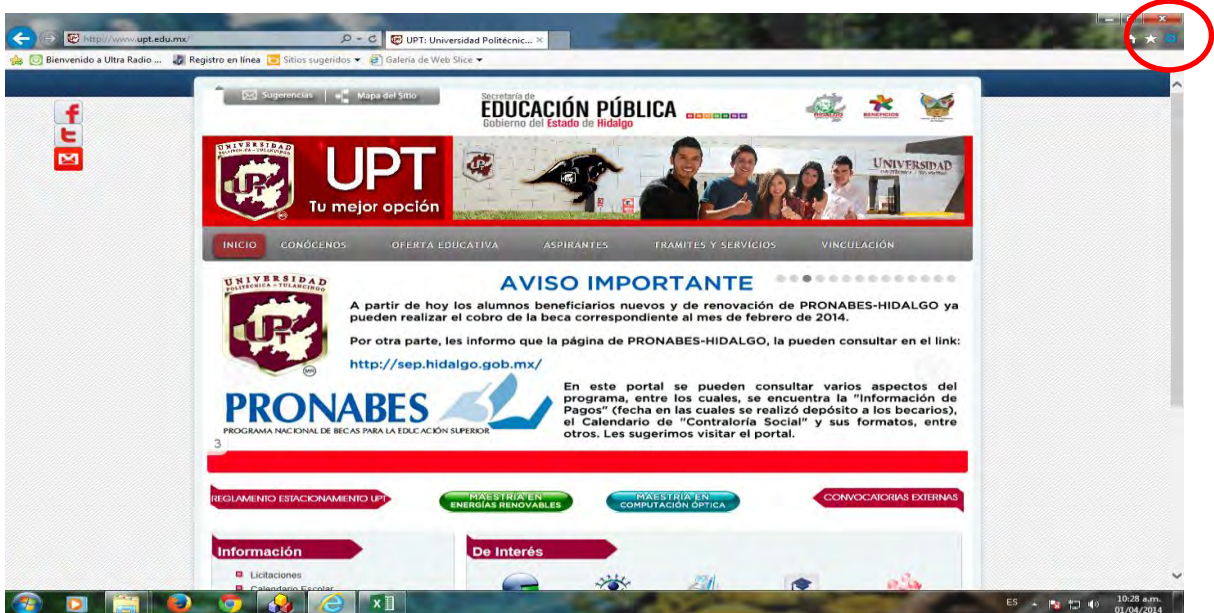 http://www.upt.edu.mx/
UPT: Universidad Politécnic...
Bienvenido a Ultra Radio ...
Registro en línea
Sitios sugeridos
Galería de Web Slice
Sugerencias
Mapa del Sitio
Secretaría de
EDUCACIÓN PÚBLICA
Gobierno del Estado de Hidalgo
UNIVERSIDAD
POLITÉCNICA - TULANCINGO
UPT
UPT
Tu mejor opción
UPT
UNIVERSIDAD
INICIO
CONÓCENOS
OFERTA EDUCATIVA
ASPIRANTES
TRAMITES Y SERVICIOS
VINCULACIÓN
UNIVERSIDAD
POLITÉCNICA - TULANCINGO
UPT
AVISO IMPORTANTE
A partir de hoy los alumnos beneficiarios nuevos y de renovación de PRONABES-HIDALGO ya
pueden realizar el cobro de la beca correspondiente al mes de febrero de 2014.
Por otra parte, les informo que la página de PRONABES-HIDALGO, la pueden consultar en el link:
http://sep.hidalgo.gob.mx/
PRONABES
PROGRAMA NACIONAL DE BECAS PARA LA EDUCACIÓN SUPERIOR
En este portal se pueden consultar varios aspectos del
programa, entre los cuales, se encuentra la "Información de
Pagos" (fecha en las cuales se realizó depósito a los becarios),
el Calendario de "Contraloría Social" y sus formatos, entre
otros. Les sugerimos visitar el portal.
3
REGLAMENTO ESTACIONAMIENTO UPT
MAESTRÍA EN
ENERGÍAS RENOVABLES
MAESTRÍA EN
COMPUTACIÓN ÓPTICA
CONVOCATORIAS EXTERNAS
Información
De Interés
Licitaciones
Calendario Escolar
ES
10:28 a.m.
01/04/2014